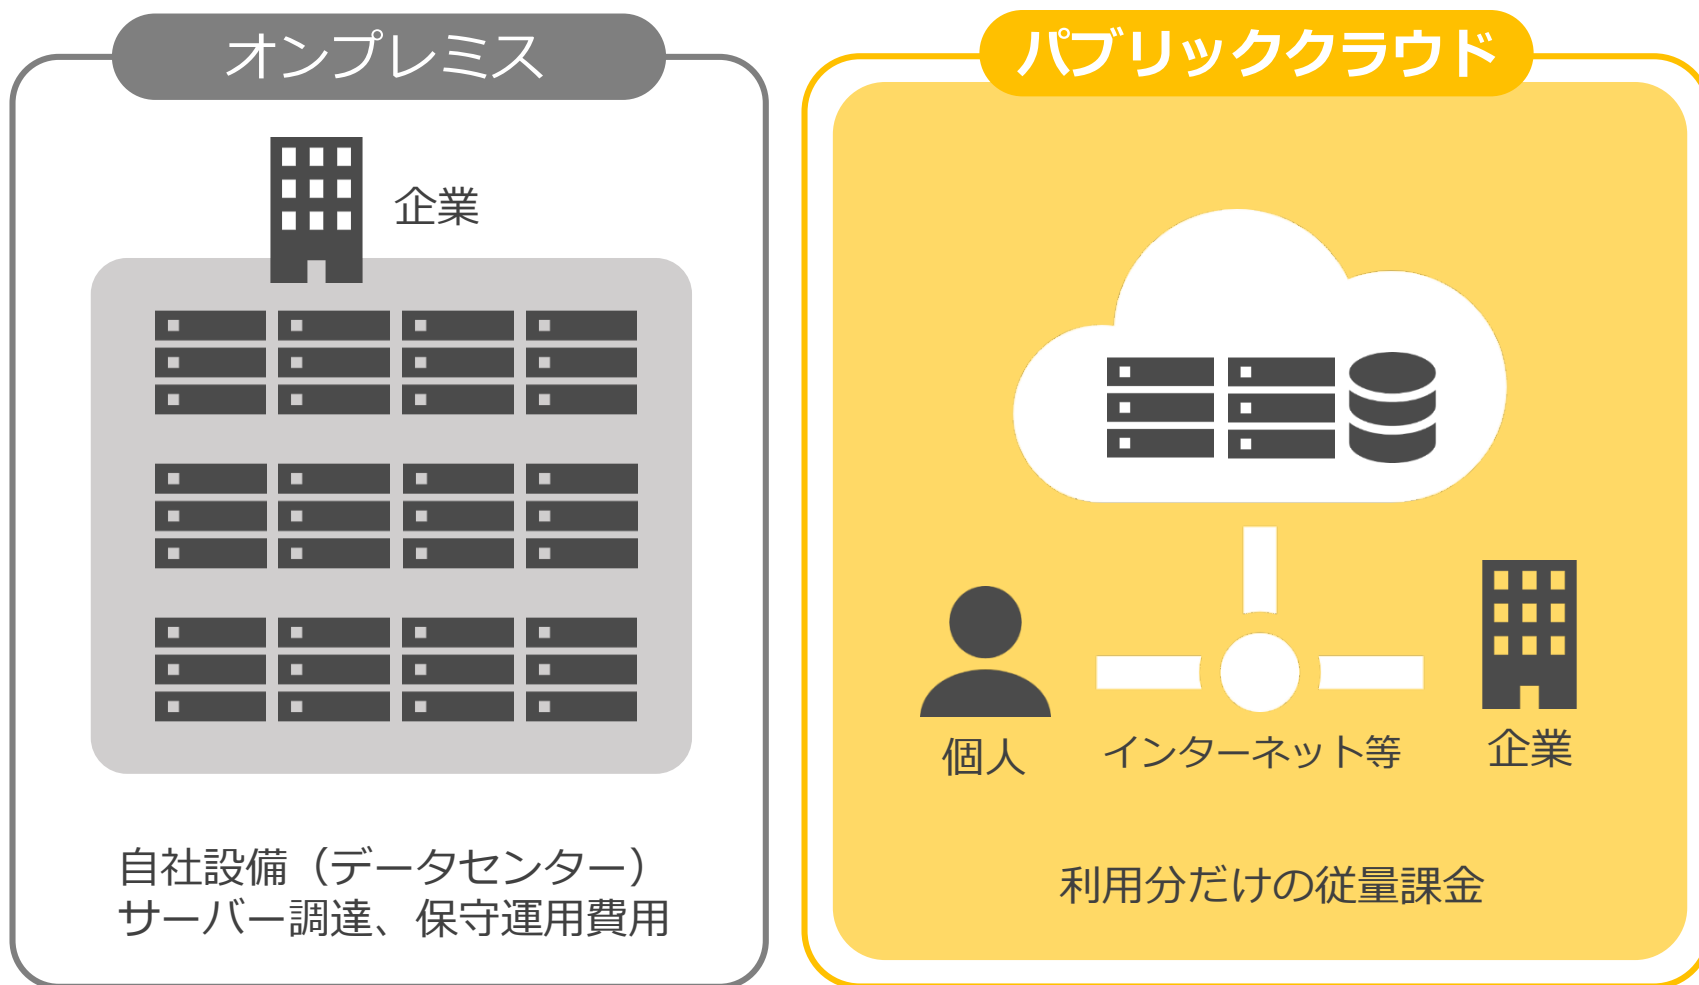 オンプレミス
企業
自社設備（データセンター）
サーバー調達、保守運用費用
パブリッククラウド
個人
インターネット等
企業
利用分だけの従量課金